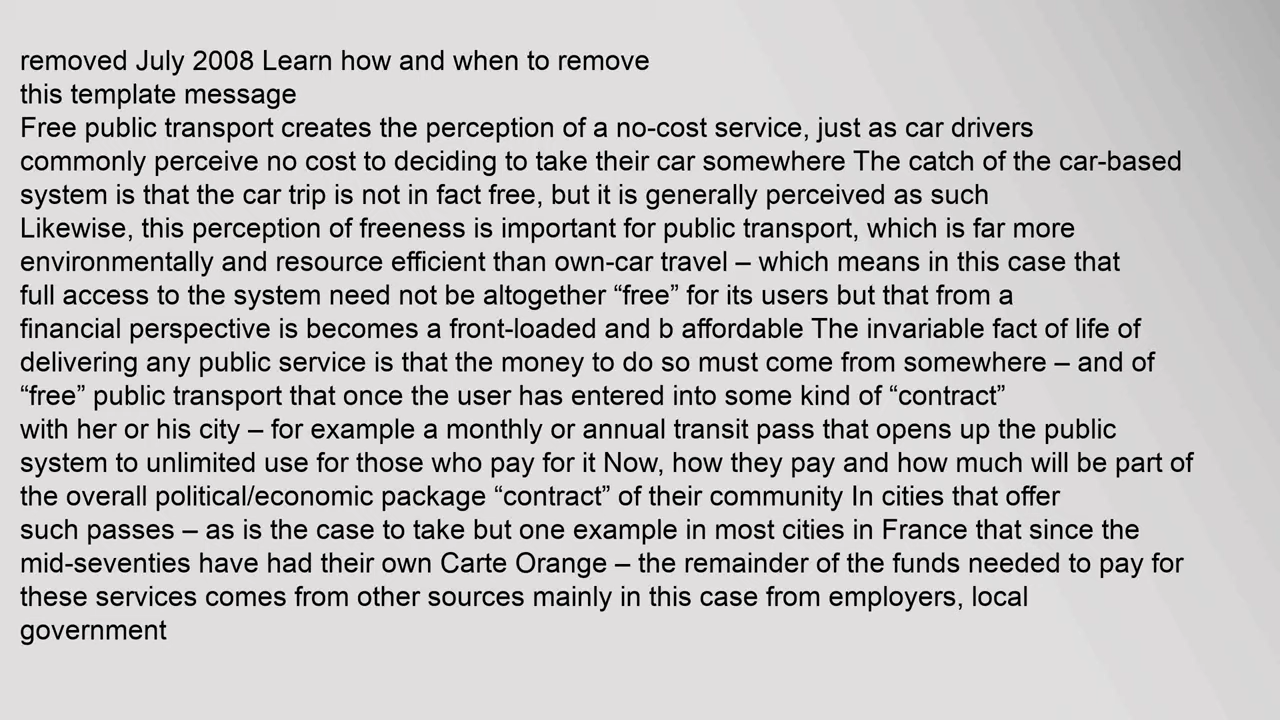 removed July 2008 Learn how and when to remove
this template message
Free public transport creates the perception of a no-cost service, just as car drivers
commonly perceive no cost to deciding to take their car somewhere The catch of the car-based
system is that the car trip is not in fact free, but it is generally perceived as such
Likewise, this perception of freeness is important for public transport, which is far more
environmentally and resource efficient than own-car travel – which means in this case that
full access to the system need not be altogether “free” for its users but that from a
financial perspective is becomes a front-loaded and b affordable The invariable fact of life of
delivering any public service is that the money to do so must come from somewhere – and of
“free” public transport that once the user has entered into some kind of “contract”
with her or his city – for example a monthly or annual transit pass that opens up the public
system to unlimited use for those who pay for it Now, how they pay and how much will be part of
the overall political/economic package “contract” of their community In cities that offer
such passes – as is the case to take but one example in most cities in France that since the
mid-seventies have had their own Carte Orange – the remainder of the funds needed to pay for
these services comes from other sources mainly in this case from employers, local
government